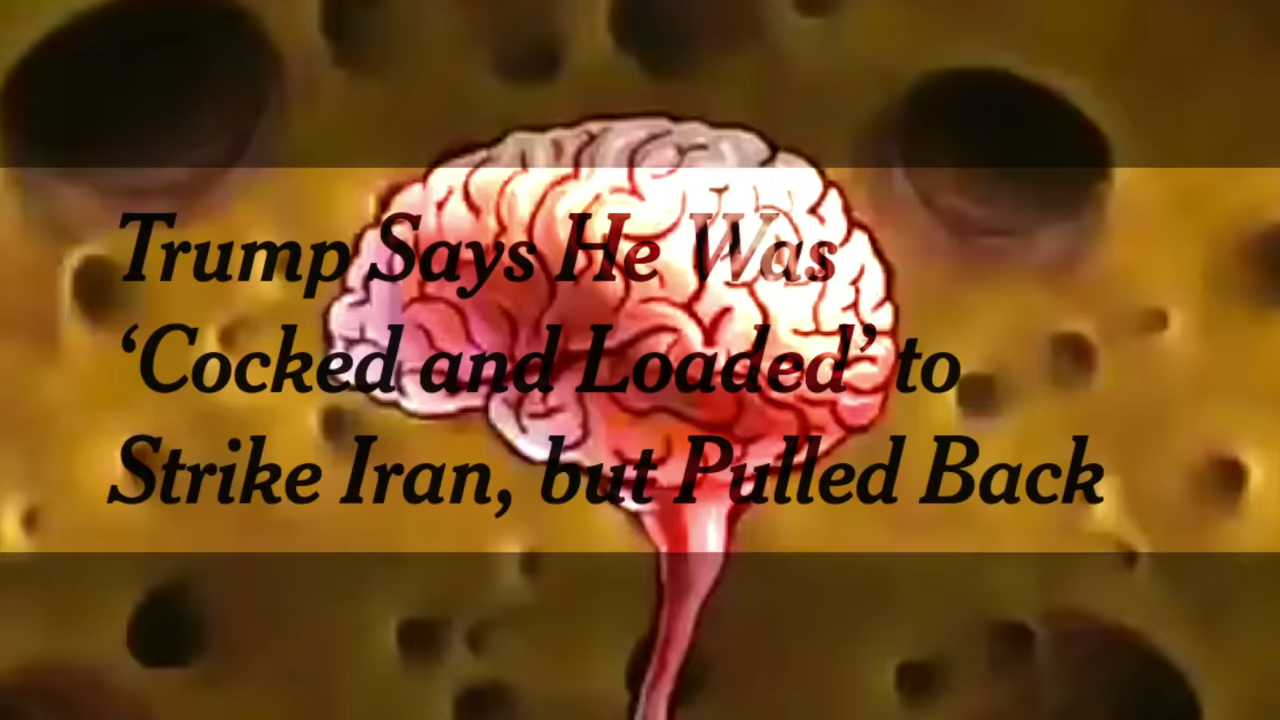 Trump Says He Was
‘Cocked and Loaded’ to
Strike Iran, but Pulled Back